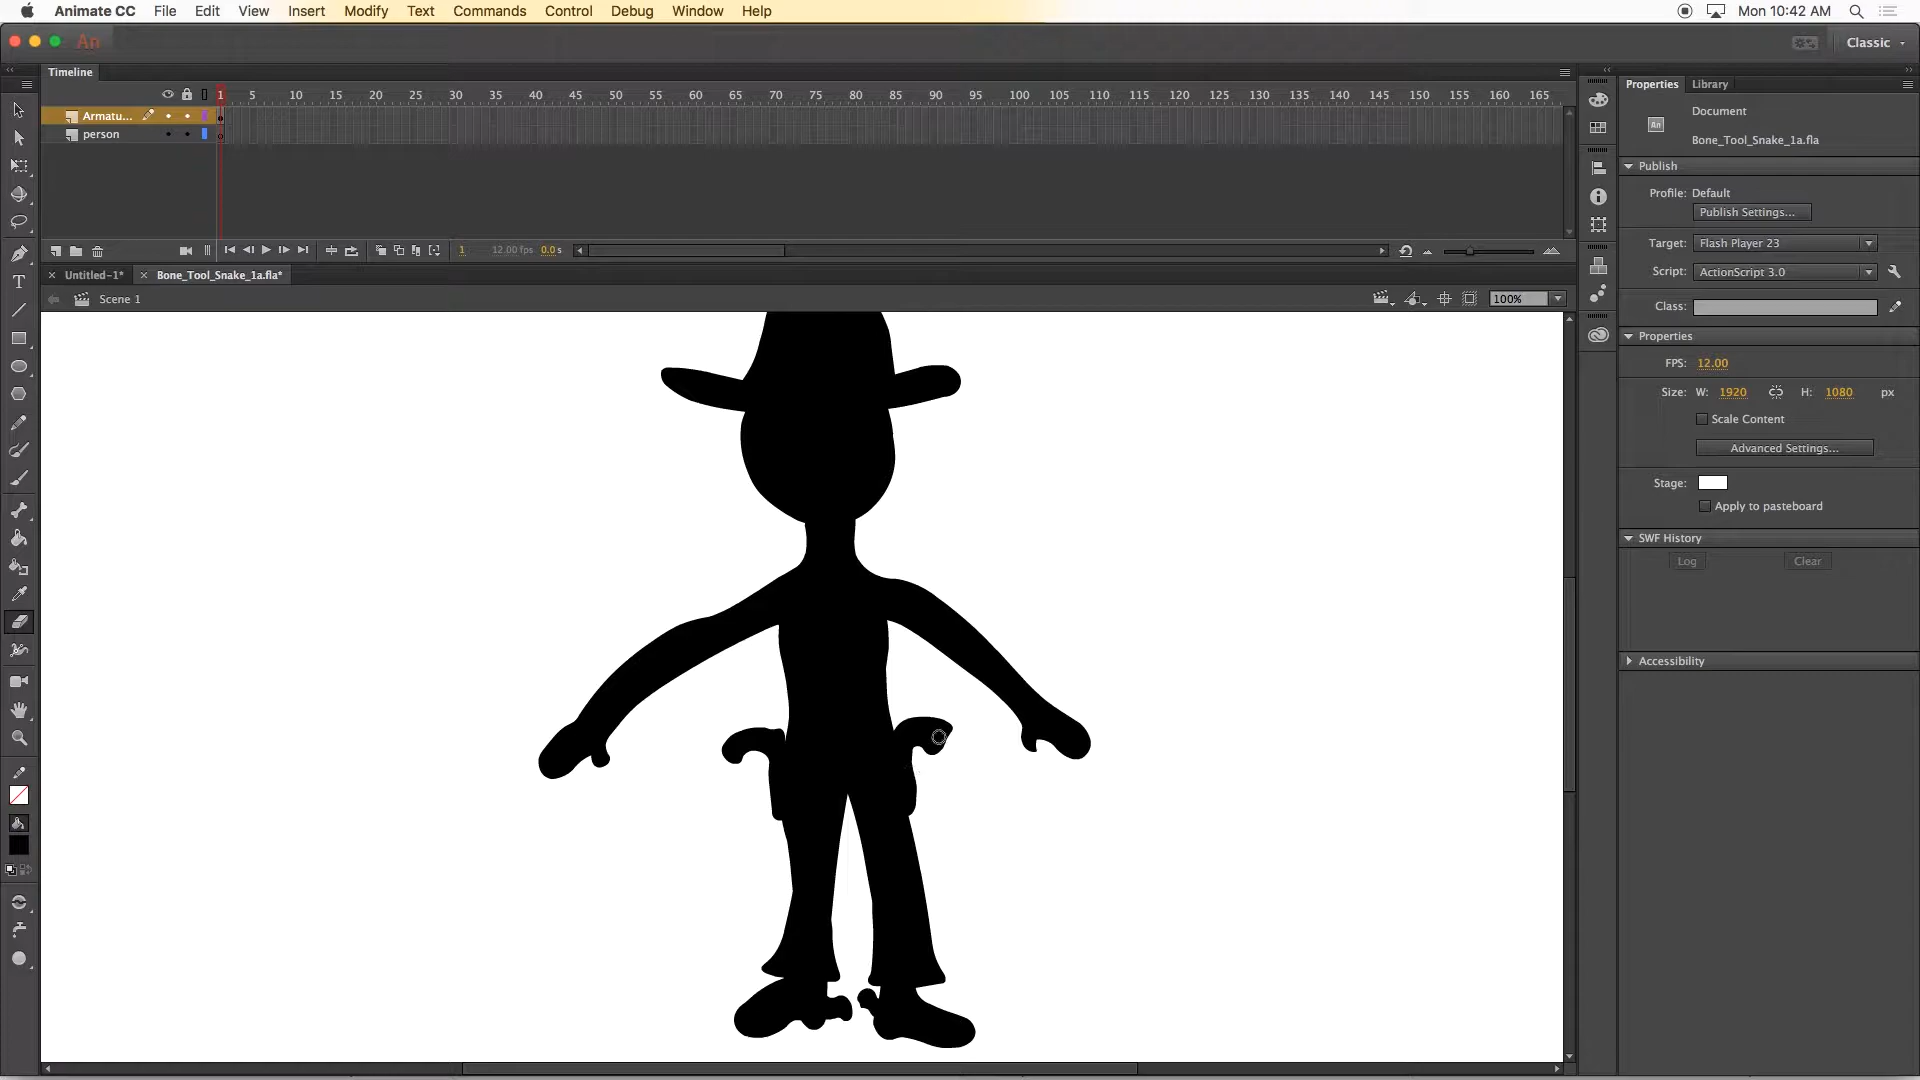 Animate CC File Edit View Insert Modify Text Commands Control Debug Window Help Mon 10:42 AM
An Classic
Timeline
1 5 10 15 20 25 30 35 40 45 50 55 60 65 70 75 80 85 90 95 100 105 110 115 120 125 130 135 140 145 150 155 160 165
Armatu...
person
1 12.00 fps 0.0 s
Untitled-1* Bone_Tool_Snake_1a.fla*
Scene 1 100%
Properties Library
Document
An
Bone_Tool_Snake_1a.fla
Publish
Profile: Default
Publish Settings...
Target: Flash Player 23
Script: ActionScript 3.0
Class:
Properties
FPS: 12.00
Size: W: 1920 H: 1080 px
Scale Content
Advanced Settings...
Stage:
Apply to pasteboard
SWF History
Log Clear
Accessibility